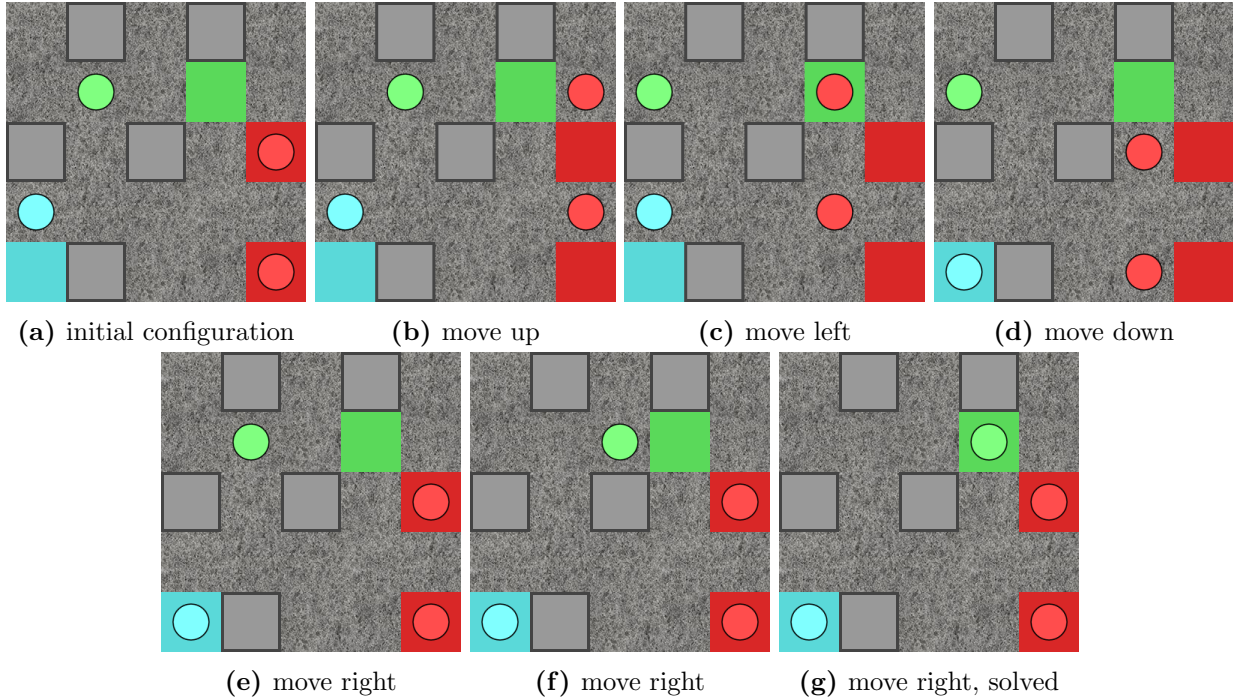 (a) initial configuration
(b) move up
(c) move left
(d) move down
(e) move right
(f) move right
(g) move right, solved